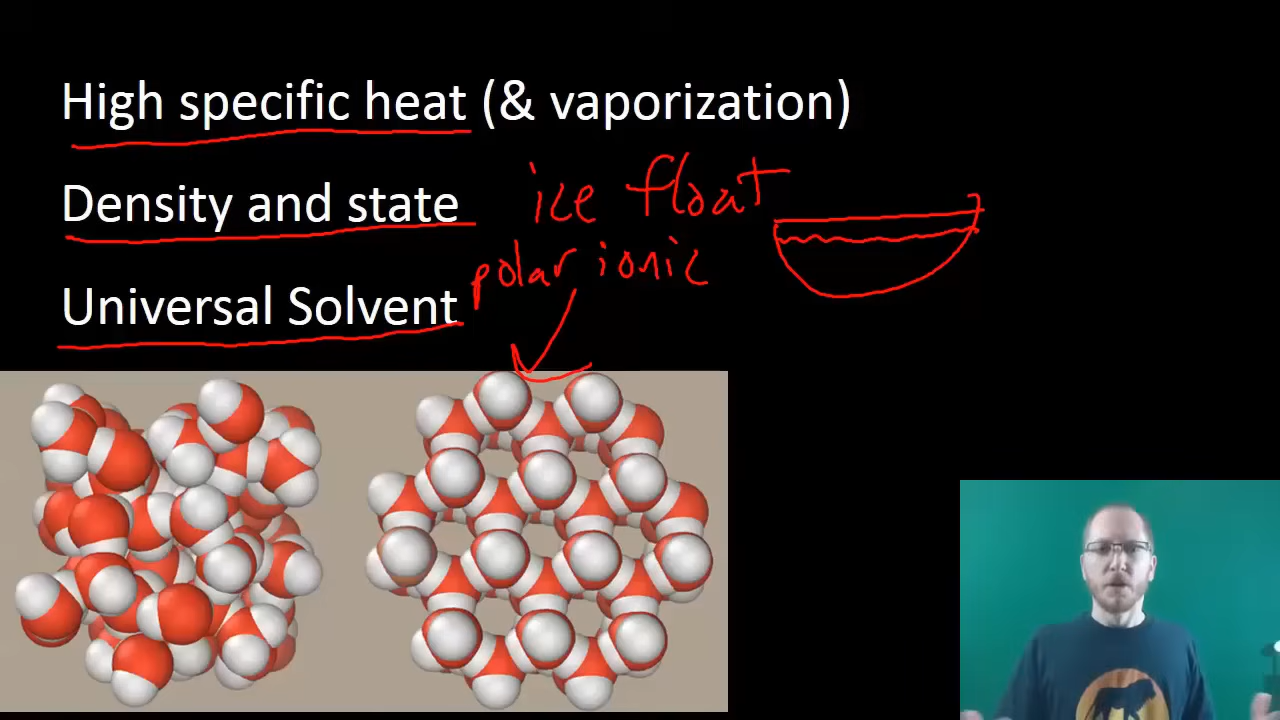 High specific heat (& vaporization)
Density and state ice float
polar ionic
Universal Solvent